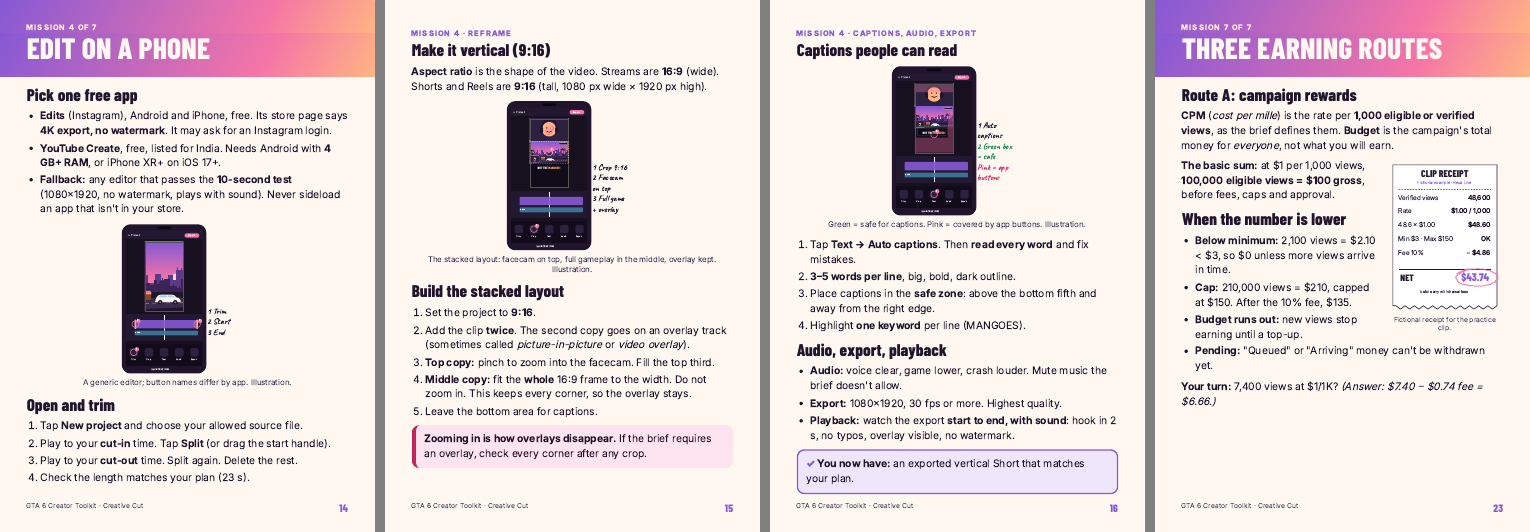 MISSION 4 OF 7
EDIT ON A PHONE
Pick one free app
• Edits (Instagram), Android and iPhone, free. Its store page says
4K export, no watermark. It may ask for an Instagram login.
• YouTube Create, free, listed for India. Needs Android with 4
GB+ RAM, or iPhone XR+ on iOS 17+.
• Fallback: any editor that passes the 10-second test
(1080×1920, no watermark, plays with sound). Never sideload
an app that isn't in your store.
1 Trim
2 Start
3 End
A generic editor; button names differ by app. Illustration.
Open and trim
1. Tap New project and choose your allowed source file.
2. Play to your cut-in time. Tap Split (or drag the start handle).
3. Play to your cut-out time. Split again. Delete the rest.
4. Check the length matches your plan (23 s).
GTA 6 Creator Toolkit · Creative Cut
14
MISSION 4 · REFRAME
Make it vertical (9:16)
Aspect ratio is the shape of the video. Streams are 16:9 (wide).
Shorts and Reels are 9:16 (tall, 1080 px wide × 1920 px high).
1 Crop 9:16
2 Facecam
on top
3 Full game
+ overlay
The stacked layout: facecam on top, full gameplay in the middle, overlay kept.
Illustration.
Build the stacked layout
1. Set the project to 9:16.
2. Add the clip twice. The second copy goes on an overlay track
(sometimes called picture-in-picture or video overlay).
3. Top copy: pinch to zoom into the facecam. Fill the top third.
4. Middle copy: fit the whole 16:9 frame to the width. Do not
zoom in. This keeps every corner, so the overlay stays.
5. Leave the bottom area for captions.
Zooming in is how overlays disappear. If the brief requires
an overlay, check every corner after any crop.
GTA 6 Creator Toolkit · Creative Cut
15
MISSION 4 · CAPTIONS, AUDIO, EXPORT
Captions people can read
1 Auto
captions
2 Green box
= safe
Pink = app
buttons
Green = safe for captions. Pink = covered by app buttons. Illustration.
1. Tap Text → Auto captions. Then read every word and fix
mistakes.
2. 3–5 words per line, big, bold, dark outline.
3. Place captions in the safe zone: above the bottom fifth and
away from the right edge.
4. Highlight one keyword per line (MANGOES).
Audio, export, playback
• Audio: voice clear, game lower, crash louder. Mute music the
brief doesn't allow.
• Export: 1080×1920, 30 fps or more. Highest quality.
• Playback: watch the export start to end, with sound: hook in 2
s, no typos, overlay visible, no watermark.
✔ You now have: an exported vertical Short that matches
your plan.
GTA 6 Creator Toolkit · Creative Cut
16
MISSION 7 OF 7
THREE EARNING ROUTES
Route A: campaign rewards
CPM (cost per mille) is the rate per 1,000 eligible or verified
views, as the brief defines them. Budget is the campaign's total
money for everyone, not what you will earn.
The basic sum: at $1 per 1,000 views,
100,000 eligible views = $100 gross,
before fees, caps and approval.
When the number is lower
• Below minimum: 2,100 views = $2.10
< $3, so $0 unless more views arrive
in time.
• Cap: 210,000 views = $210, capped
at $150. After the 10% fee, $135.
• Budget runs out: new views stop
earning until a top-up.
• Pending: "Queued" or "Arriving" money can't be withdrawn
yet.
CLIP RECEIPT
Verified views 48,600
Rate $1.00 / 1,000
48.6 × $1.00 $48.60
Min $3 · Max $150 OK
Fee 10% − $4.86
NET $43.74
Fictional receipt for the practice
clip.
Your turn: 7,400 views at $1/1K? (Answer: $7.40 − $0.74 fee =
$6.66.)
GTA 6 Creator Toolkit · Creative Cut
23